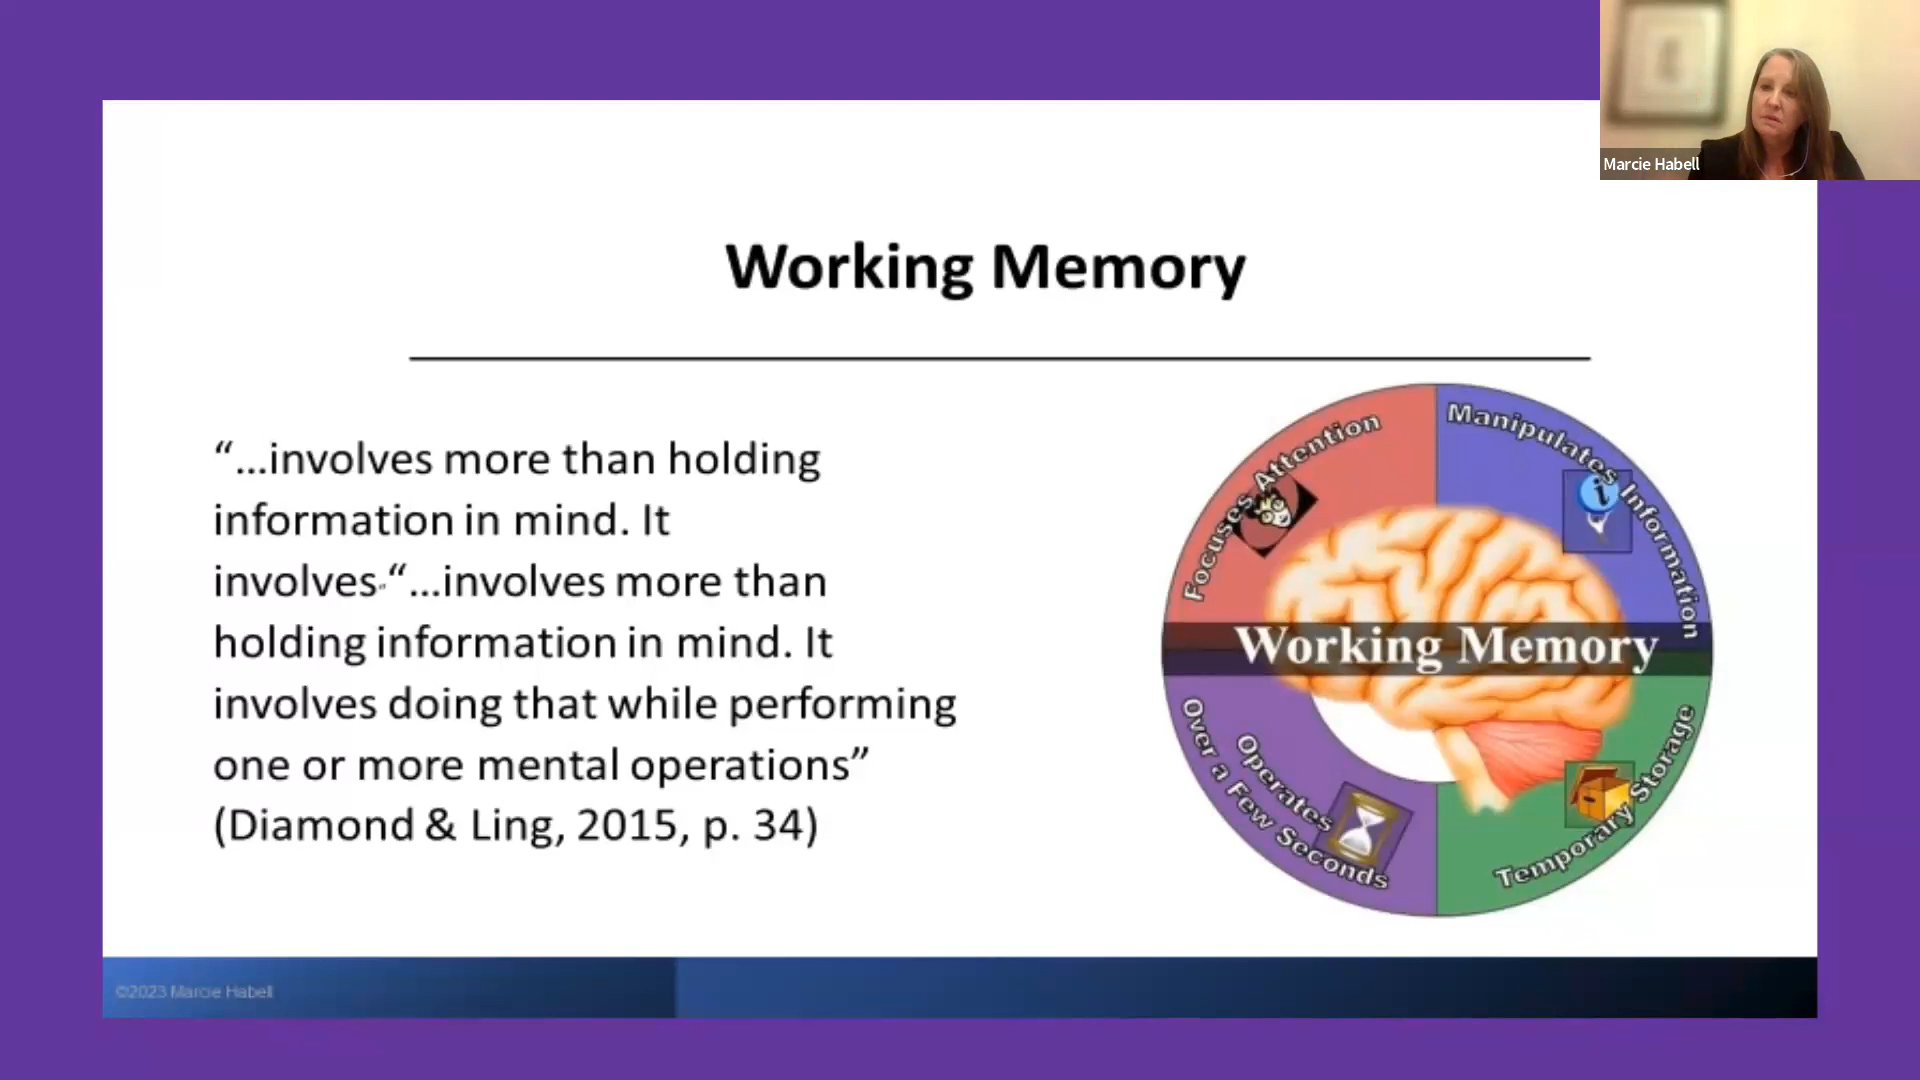 Marcie Habell
Working Memory
“...involves more than holding
information in mind. It
involves “...involves more than
holding information in mind. It
involves doing that while performing
one or more mental operations”
(Diamond & Ling, 2015, p. 34)
Focuses Attention
Manipulates Information
i
Working Memory
Operates
Over a Few Seconds
Temporary Storage
©2023 Marcie Habell